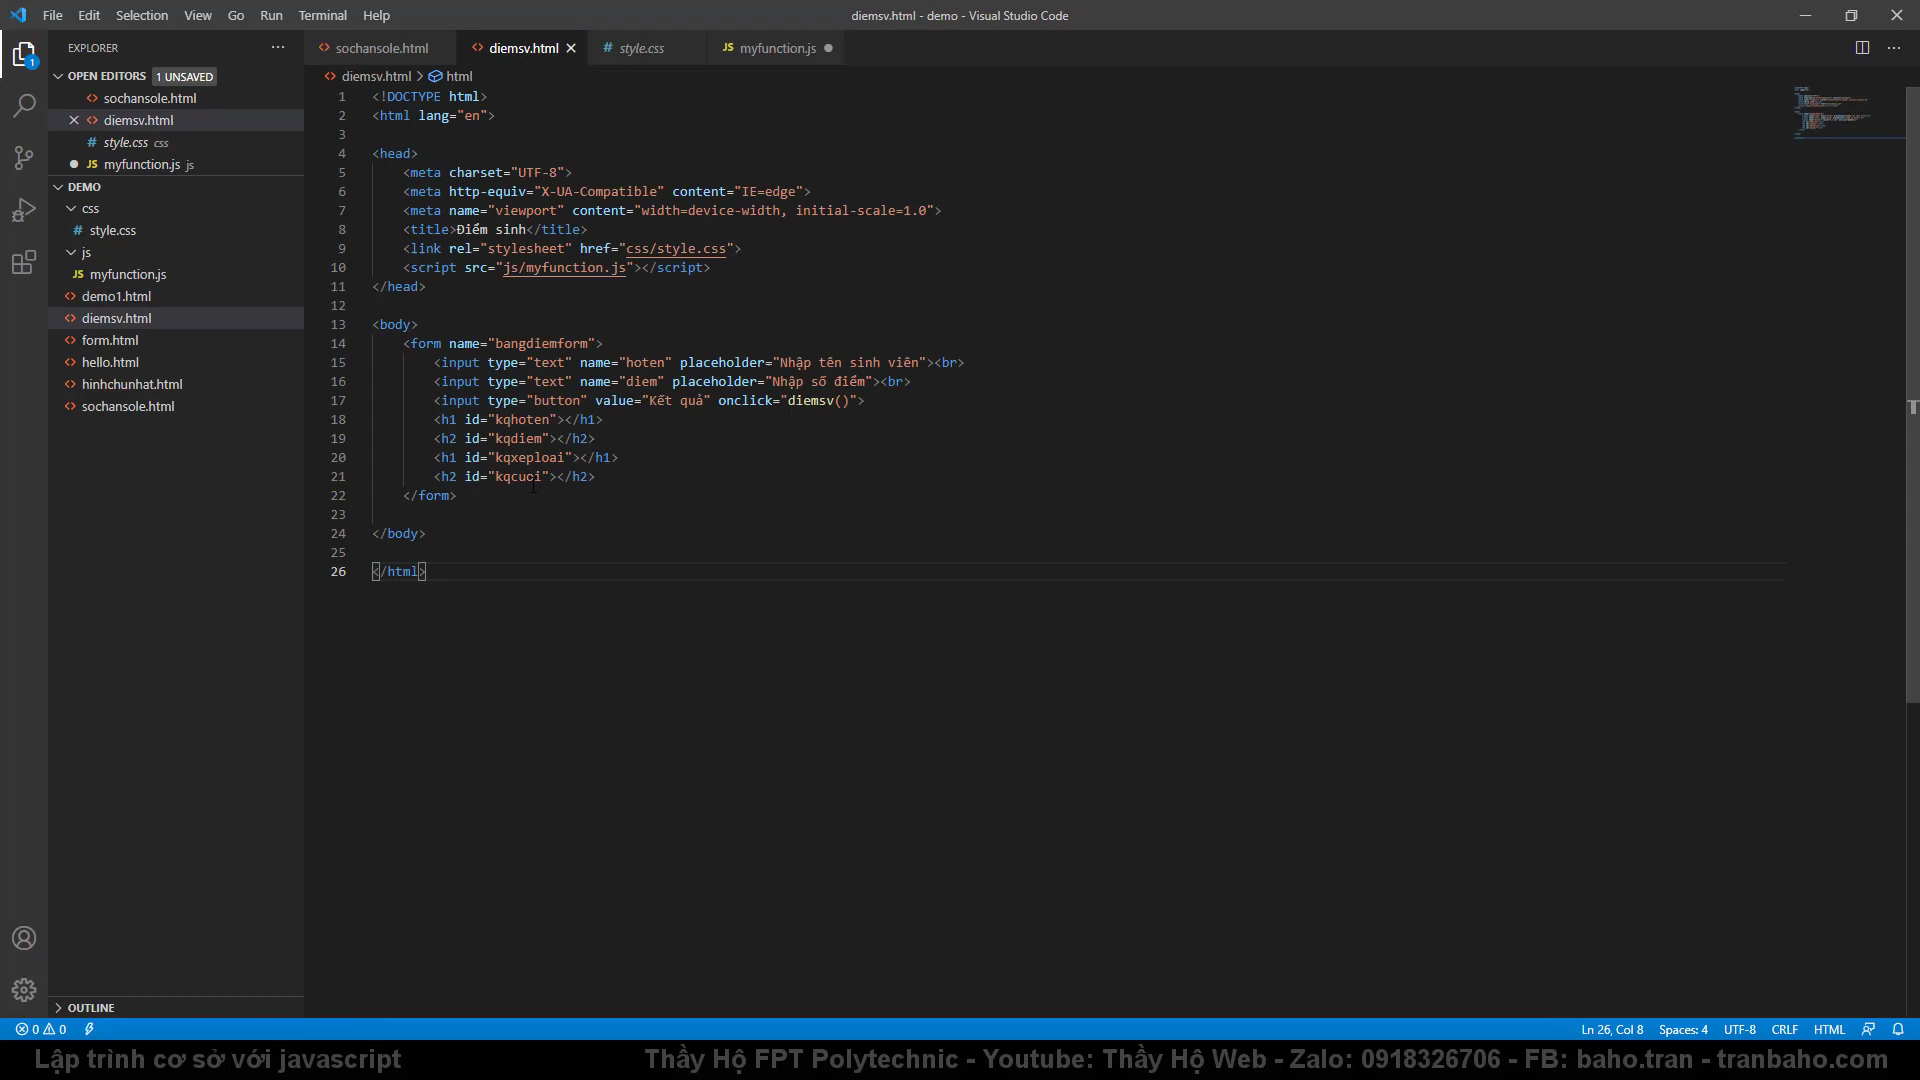 File Edit Selection View Go Run Terminal Help
diemsv.html - demo - Visual Studio Code
EXPLORER
sochansole.html
diemsv.html
style.css
myfunction.js
OPEN EDITORS 1 UNSAVED
sochansole.html
diemsv.html
style.css css
myfunction.js js
DEMO
css
style.css
js
myfunction.js
demo1.html
diemsv.html
form.html
hello.html
hinhchunhat.html
sochansole.html
OUTLINE
diemsv.html > html
1 <!DOCTYPE html>
2 <html lang="en">
3
4 <head>
5 <meta charset="UTF-8">
6 <meta http-equiv="X-UA-Compatible" content="IE=edge">
7 <meta name="viewport" content="width=device-width, initial-scale=1.0">
8 <title>Điểm sinh</title>
9 <link rel="stylesheet" href="css/style.css">
10 <script src="js/myfunction.js"></script>
11 </head>
12
13 <body>
14 <form name="bangdiemform">
15 <input type="text" name="hoten" placeholder="Nhập tên sinh viên"><br>
16 <input type="text" name="diem" placeholder="Nhập số điểm"><br>
17 <input type="button" value="Kết quả" onclick="diemsv()">
18 <h1 id="kqhoten"></h1>
19 <h2 id="kqdiem"></h2>
20 <h1 id="kqxeploai"></h1>
21 <h2 id="kqcuoi"></h2>
22 </form>
23
24 </body>
25
26 </html>
0 0
Ln 26, Col 8 Spaces: 4 UTF-8 CRLF HTML
Lập trình cơ sở với javascript
Thầy Hộ FPT Polytechnic - Youtube: Thầy Hộ Web - Zalo: 0918326706 - FB: baho.tran - tranbaho.com